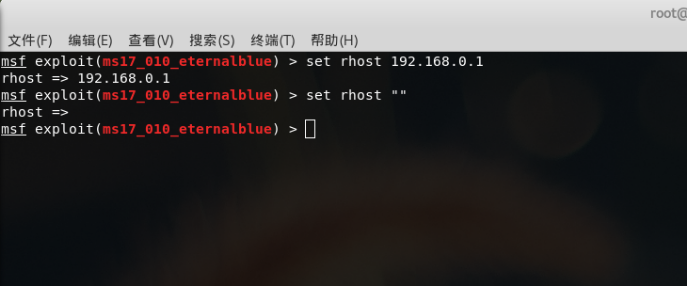 root@
文件(F) 编辑(E) 查看(V) 搜索(S) 终端(T) 帮助(H)
msf exploit(ms17_010_eternalblue) > set rhost 192.168.0.1
rhost => 192.168.0.1
msf exploit(ms17_010_eternalblue) > set rhost ""
rhost =>
msf exploit(ms17_010_eternalblue) >